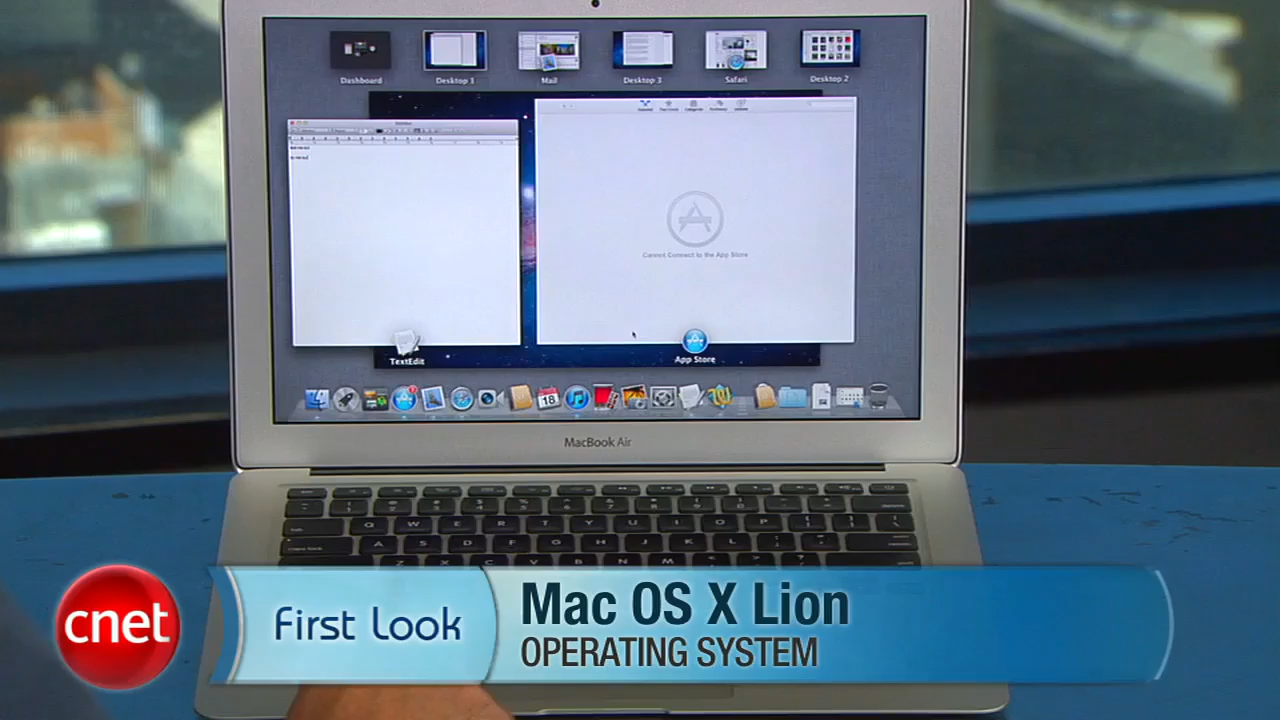 Dashboard
Desktop 1
Mail
Desktop 3
Safari
Desktop 2
Cannot Connect to the App Store
TextEdit
App Store
18
MacBook Air
Q W E R T Y U I O P
A S D F G H J K L
Z X C V B N M
cnet
First Look
Mac OS X Lion
OPERATING SYSTEM